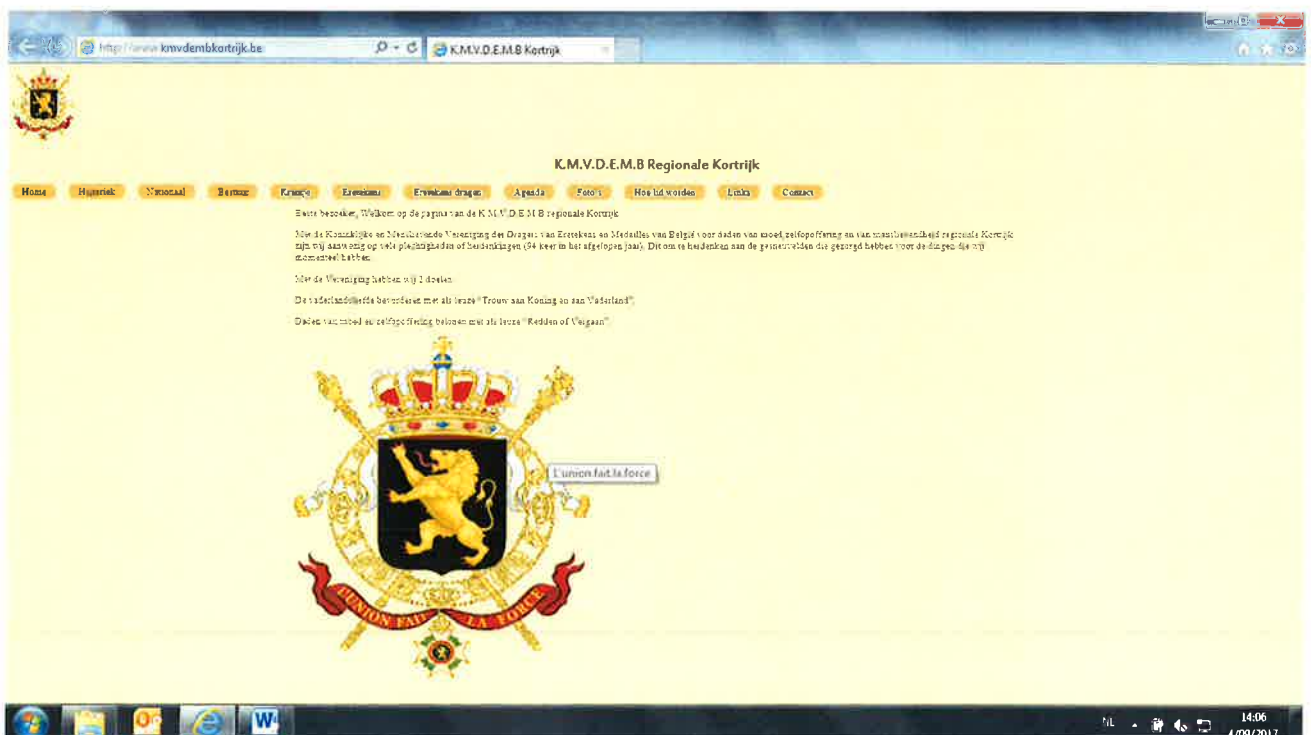 http://www.kmvdembkortrijk.be
K.M.V.D.E.M.B Kortrijk
K.M.V.D.E.M.B Regionale Kortrijk
Home Historiek Nationaal Bestuur Kransje Ereteken Eretekens dragen Agenda Foto's Hoe lid worden Links Contact
Beste bezoeker, Welkom op de pagina van de K.M.V.D.E.M.B regionale Kortrijk
Met de Koninklijke en Menslievende Vereniging der Dragers van Eretekens en Medailles van België voor daden van moed, zelfopoffering en van menslievendheid regionale Kortrijk
zijn wij aanwezig op vele plechtigheden of herdenkingen (94 keer in het afgelopen jaar). Dit om te herdenken aan de gesneuvelden die gezorgd hebben voor de dingen die wij
momenteel hebben
Met de Vereniging hebben wij 2 doelen
De vaderlandsliefde bevorderen met als leuze "Trouw aan Koning en aan Vaderland".
Daden van moed en zelfopoffering belonen met als leuze "Redden of Vergaan".
L'union fait la force
L'UNION FAIT LA FORCE
NL 14:06
4/09/2017